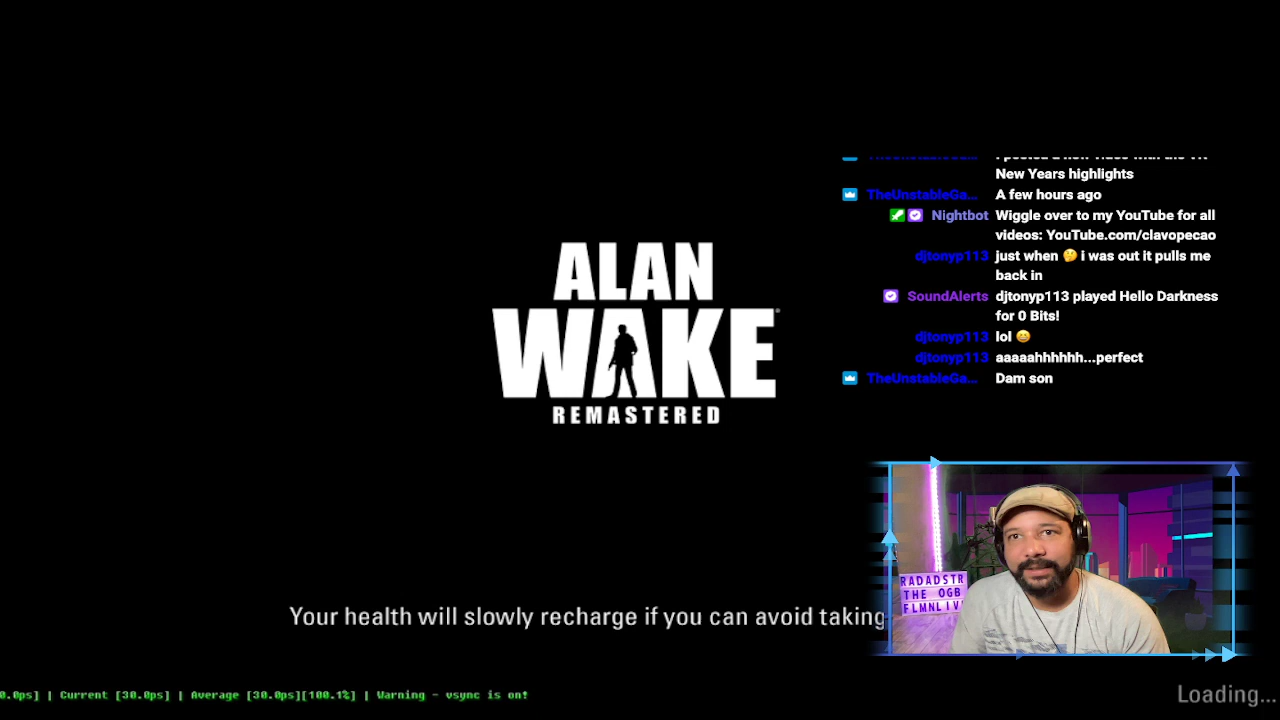 New Years highlights
TheUnstableGa... A few hours ago
Nightbot Wiggle over to my YouTube for all
videos: YouTube.com/clavopecao
djtonyp113 just when 🤔 i was out it pulls me
back in
SoundAlerts djtonyp113 played Hello Darkness
for 0 Bits!
djtonyp113 lol 😄
djtonyp113 aaaaahhhhhh...perfect
TheUnstableGa... Dam son
ALAN
WAKE
REMASTERED
RADADSTR
THE OGB
FLMNLIV
Your health will slowly recharge if you can avoid taking
0.0ps] | Current [30.0ps] | Average [30.0ps][100.1%] | Warning - vsync is on!
Loading...